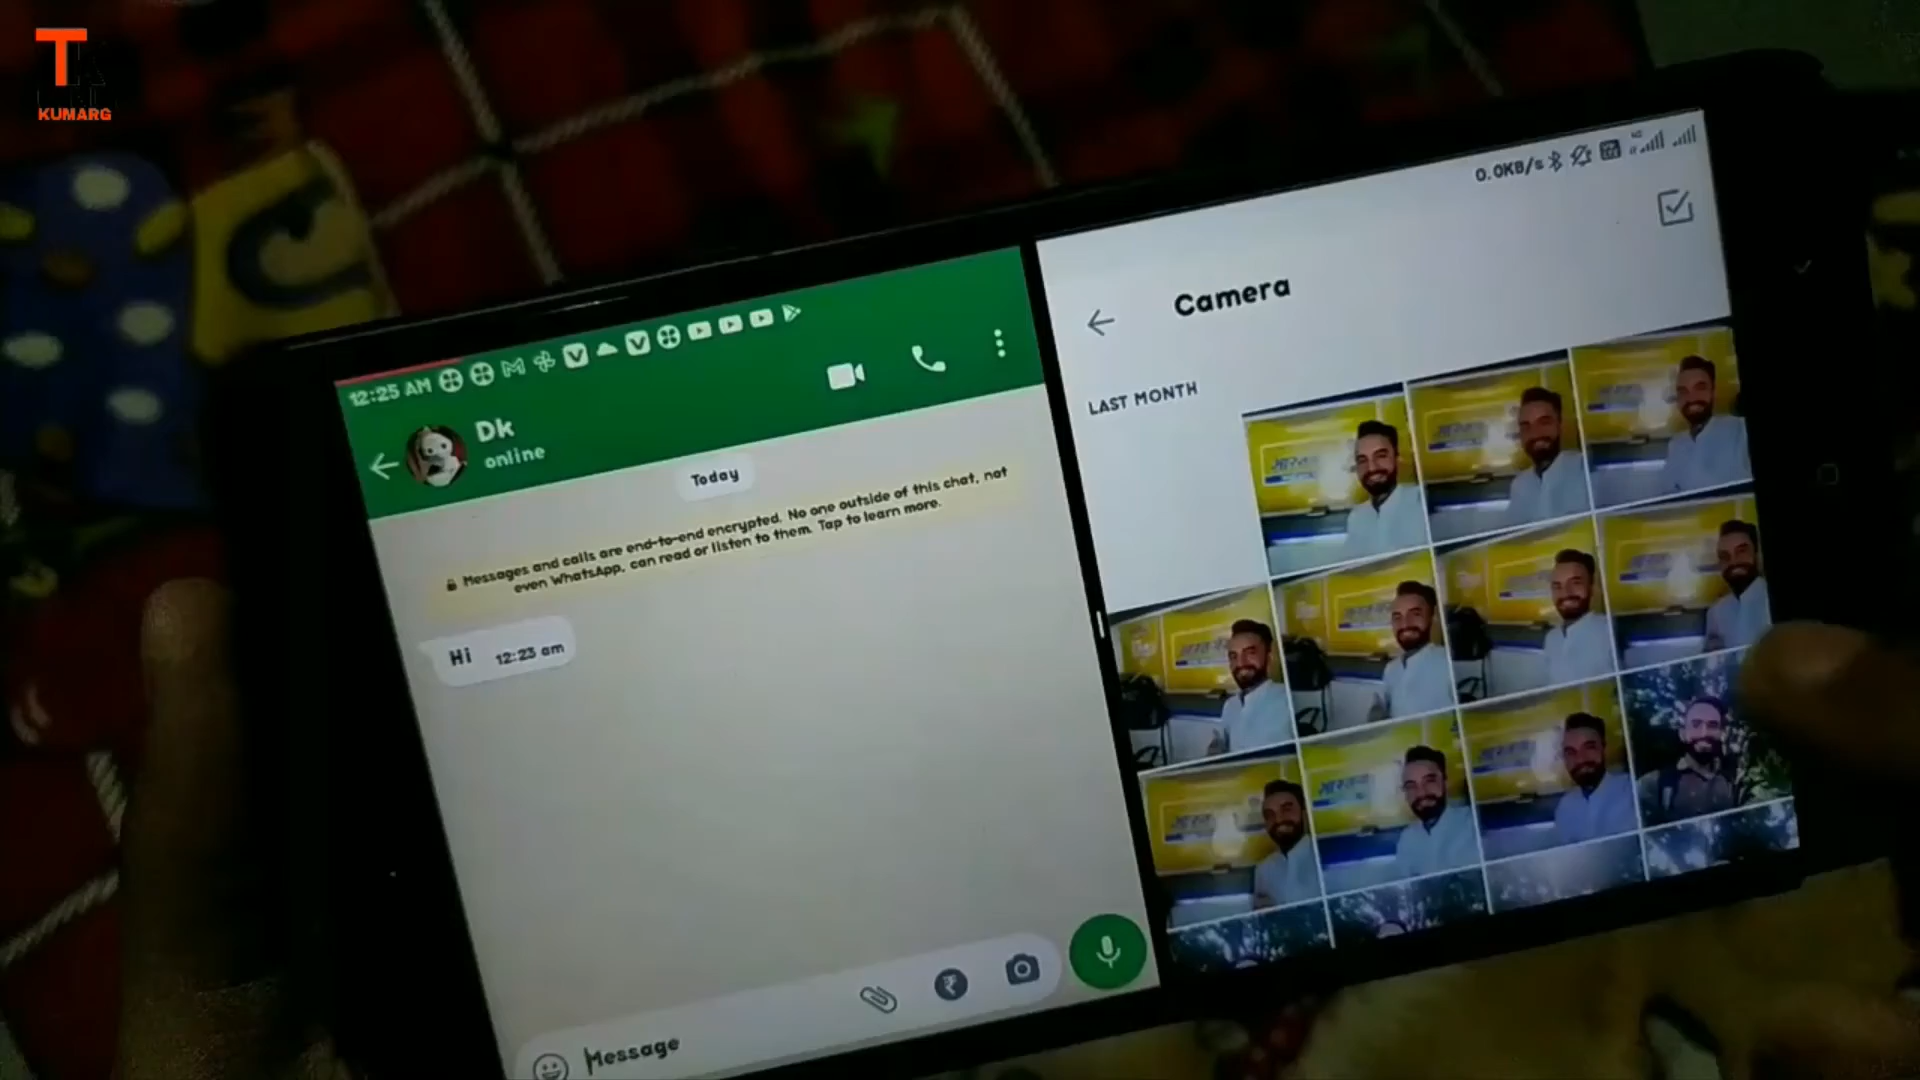 T
KUMARG
0.0KB/s
12:25 AM
Dk
online
Today
Messages and calls are end-to-end encrypted. No one outside of this chat, not
even WhatsApp, can read or listen to them. Tap to learn more.
Hi 12:23 am
Message
Camera
LAST MONTH